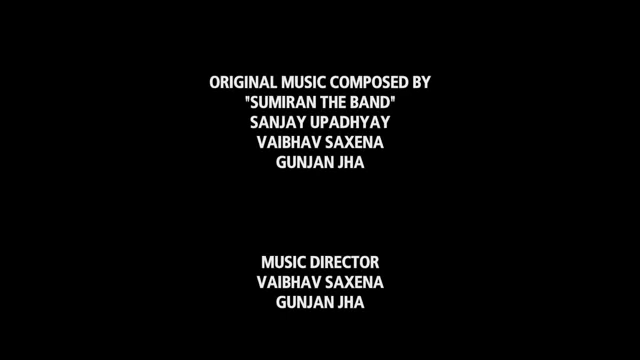 ORIGINAL MUSIC COMPOSED BY
"SUMIRAN THE BAND"
SANJAY UPADHYAY
VAIBHAV SAXENA
GUNJAN JHA
MUSIC DIRECTOR
VAIBHAV SAXENA
GUNJAN JHA